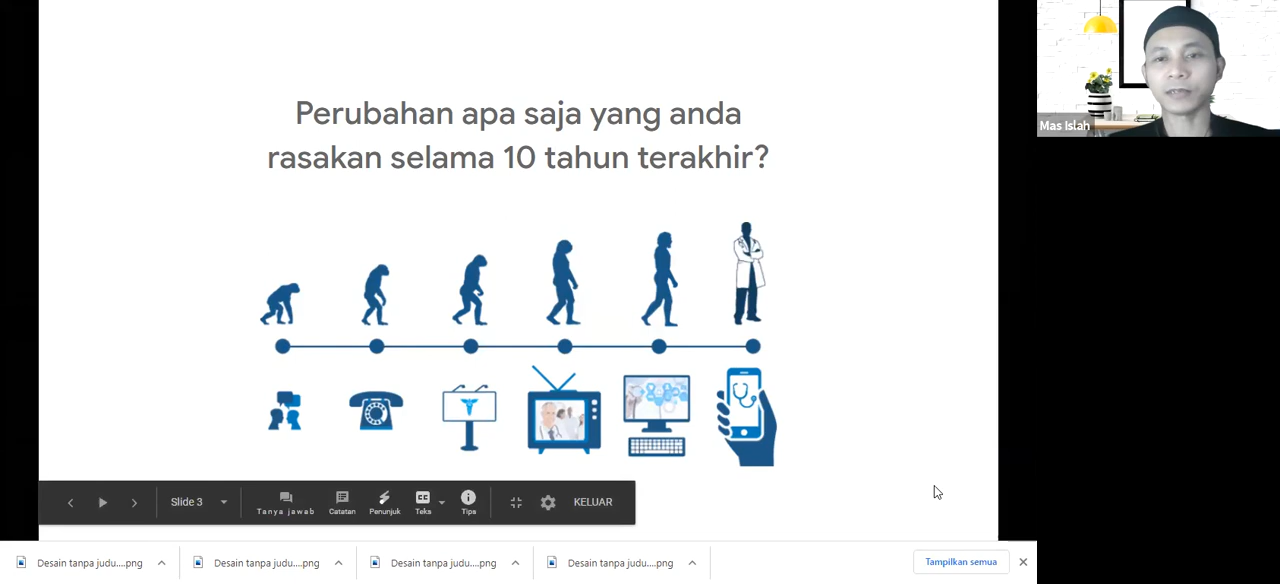 Perubahan apa saja yang anda
rasakan selama 10 tahun terakhir?
Mas Islah
Slide 3
Tanya jawab
Catatan
Penunjuk
CC
Teks
Tips
KELUAR
Desain tanpa judu....png
Desain tanpa judu....png
Desain tanpa judu....png
Desain tanpa judu....png
Tampilkan semua